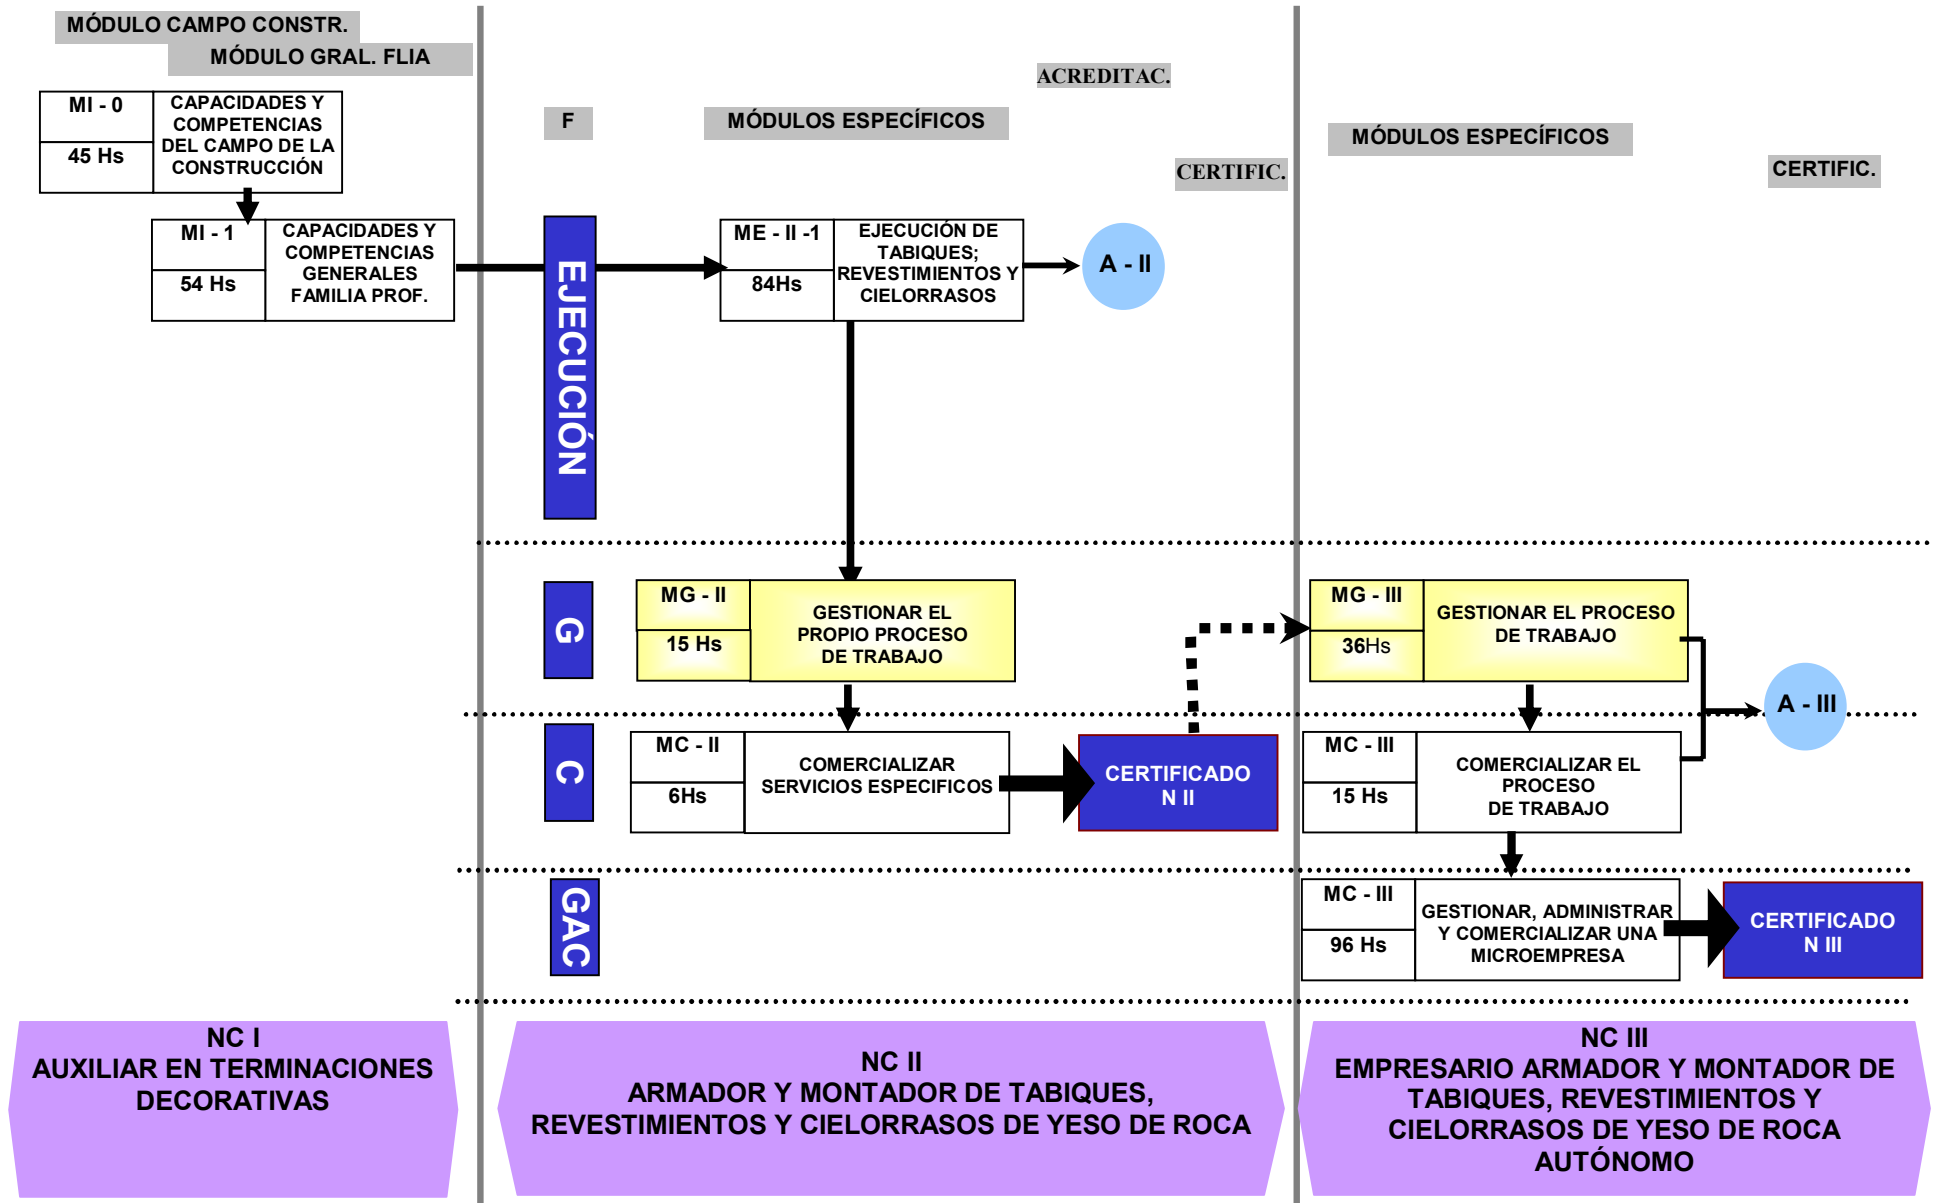 MÓDULO CAMPO CONSTR.
MÓDULO GRAL. FLIA
MI - 0
45 Hs
CAPACIDADES Y
COMPETENCIAS
DEL CAMPO DE LA
CONSTRUCCIÓN
MI - 1
54 Hs
CAPACIDADES Y
COMPETENCIAS
GENERALES
FAMILIA PROF.
F
MÓDULOS ESPECÍFICOS
ACREDITAC.
CERTIFIC.
EJECUCIÓN
ME - II -1
84Hs
EJECUCIÓN DE
TABIQUES;
REVESTIMIENTOS Y
CIELORRASOS
A - II
G
MG - II
15 Hs
GESTIONAR EL
PROPIO PROCESO
DE TRABAJO
C
MC - II
6Hs
COMERCIALIZAR
SERVICIOS ESPECIFICOS
CERTIFICADO
N II
GAC
MÓDULOS ESPECÍFICOS
CERTIFIC.
MG - III
36Hs
GESTIONAR EL PROCESO
DE TRABAJO
A - III
MC - III
15 Hs
COMERCIALIZAR EL
PROCESO
DE TRABAJO
MC - III
96 Hs
GESTIONAR, ADMINISTRAR
Y COMERCIALIZAR UNA
MICROEMPRESA
CERTIFICADO
N III
NC I
AUXILIAR EN TERMINACIONES
DECORATIVAS
NC II
ARMADOR Y MONTADOR DE TABIQUES,
REVESTIMIENTOS Y CIELORRASOS DE YESO DE ROCA
NC III
EMPRESARIO ARMADOR Y MONTADOR DE
TABIQUES, REVESTIMIENTOS Y
CIELORRASOS DE YESO DE ROCA
AUTÓNOMO